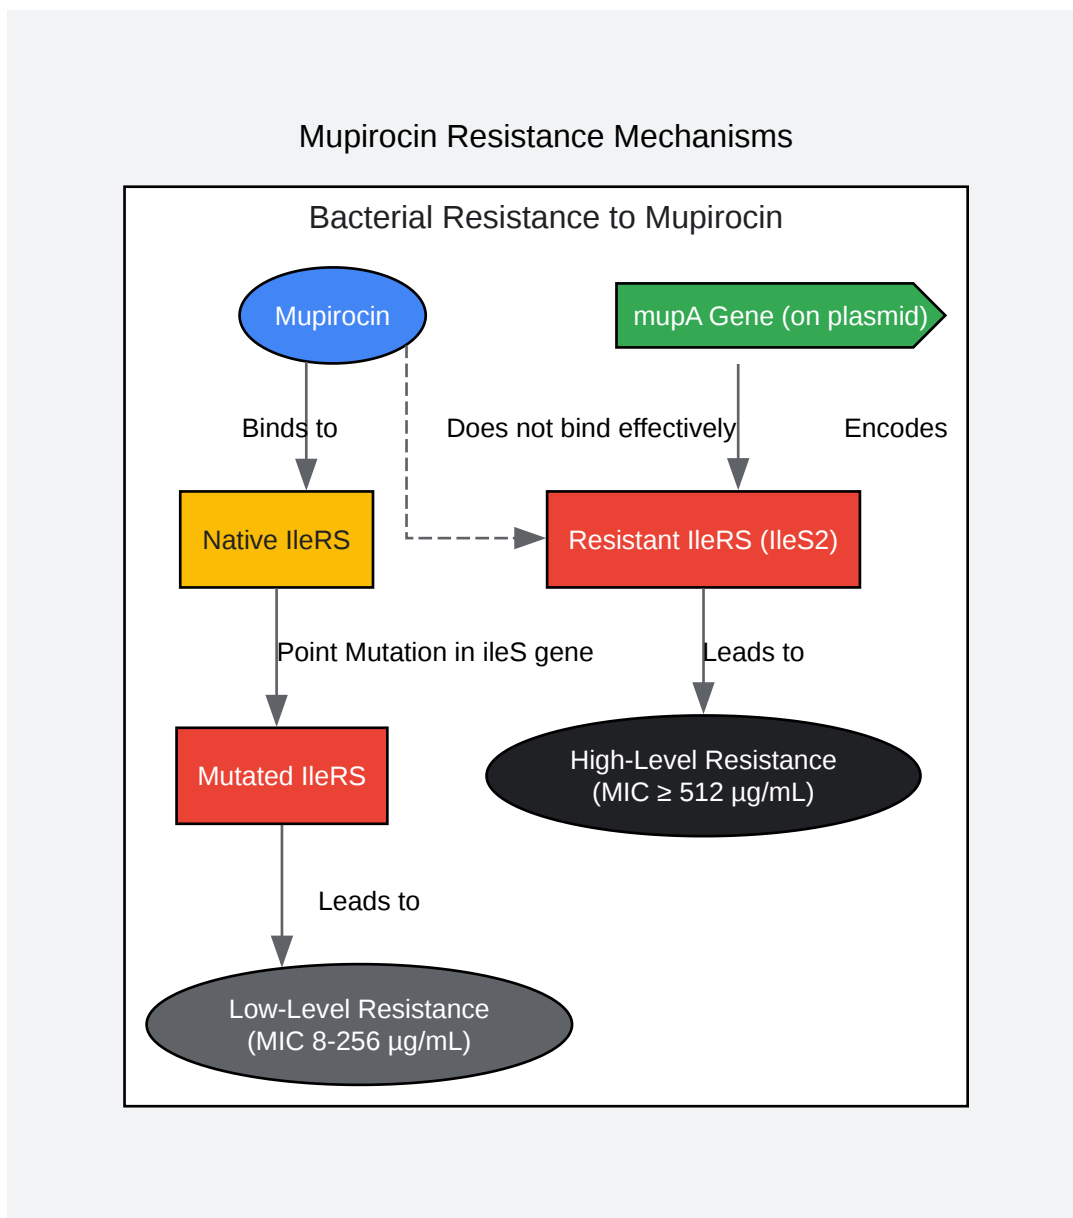 Mupirocin Resistance Mechanisms
Bacterial Resistance to Mupirocin
Mupirocin
mupA Gene (on plasmid)
Binds to
Does not bind effectively
Encodes
Native IleRS
Resistant IleRS (IleS2)
Point Mutation in ileS gene
Leads to
Mutated IleRS
High-Level Resistance
(MIC ≥ 512 µg/mL)
Leads to
Low-Level Resistance
(MIC 8-256 µg/mL)